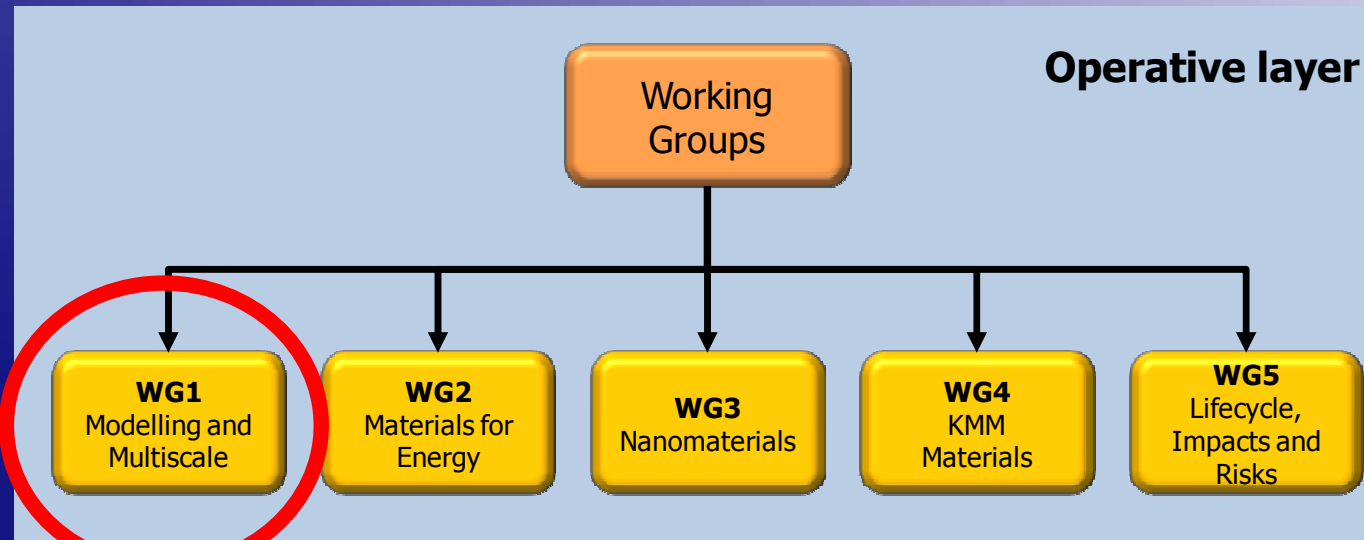 Operative layer
Working
Groups
WG1
Modelling and
Multiscale
WG2
Materials for
Energy
WG3
Nanomaterials
WG4
KMM
Materials
WG5
Lifecycle,
Impacts and
Risks